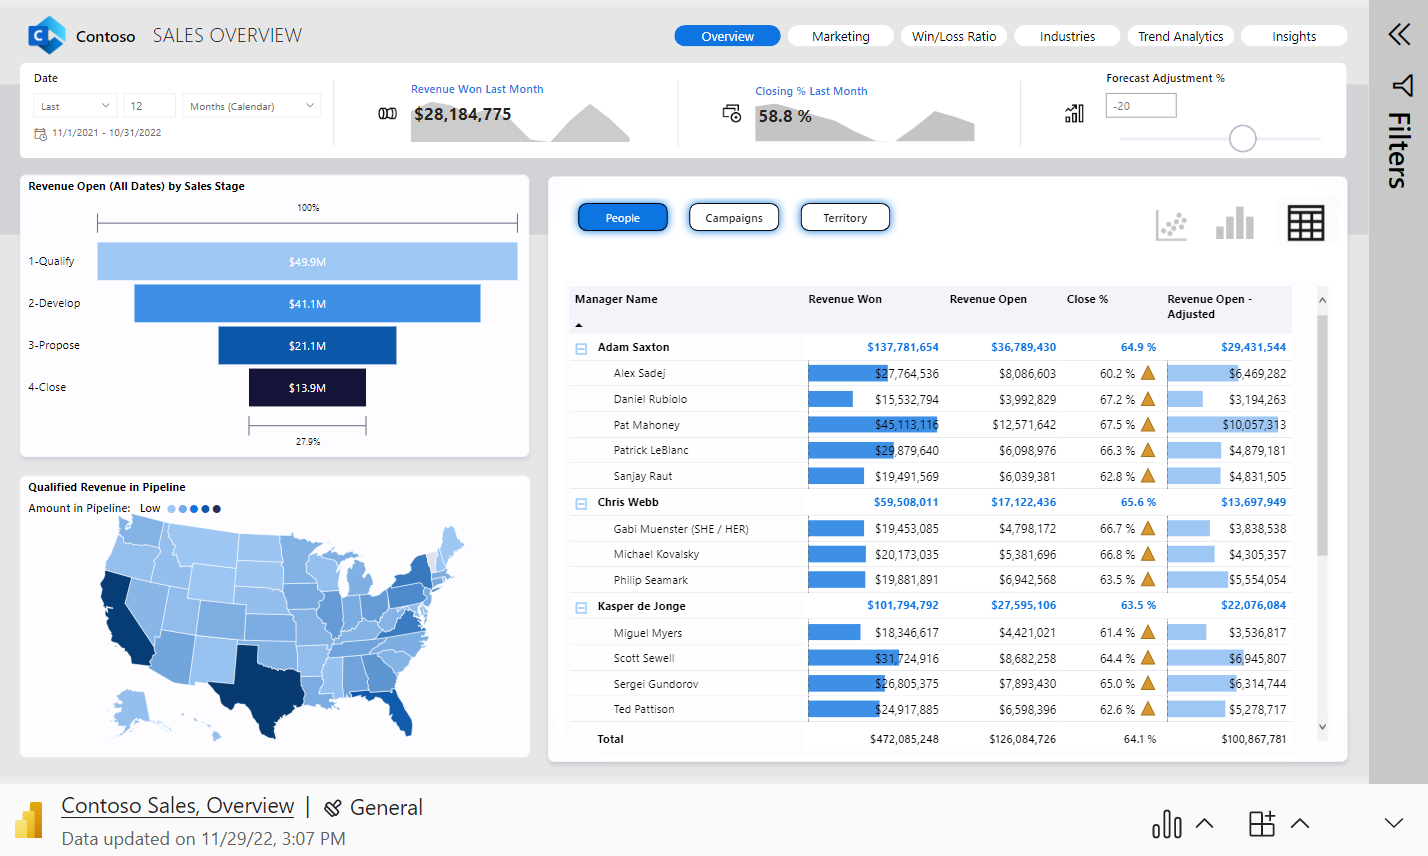 Contoso SALES OVERVIEW
Overview Marketing Win/Loss Ratio Industries Trend Analytics Insights
Filters
Date
Last 12 Months (Calendar)
11/1/2021 - 10/31/2022
Revenue Won Last Month
$28,184,775
Closing % Last Month
58.8 %
Forecast Adjustment %
-20
Revenue Open (All Dates) by Sales Stage
100%
1-Qualify $49.9M
2-Develop $41.1M
3-Propose $21.1M
4-Close $13.9M
27.9%
Qualified Revenue in Pipeline
Amount in Pipeline: Low
People Campaigns Territory
Manager Name Revenue Won Revenue Open Close % Revenue Open -
Adjusted
Adam Saxton $137,781,654 $36,789,430 64.9 % $29,431,544
Alex Sadej $27,764,536 $8,086,603 60.2 % $6,469,282
Daniel Rubiolo $15,532,794 $3,992,829 67.2 % $3,194,263
Pat Mahoney $45,113,116 $12,571,642 67.5 % $10,057,313
Patrick LeBlanc $29,879,640 $6,098,976 66.3 % $4,879,181
Sanjay Raut $19,491,569 $6,039,381 62.8 % $4,831,505
Chris Webb $59,508,011 $17,122,436 65.6 % $13,697,949
Gabi Muenster (SHE / HER) $19,453,085 $4,798,172 66.7 % $3,838,538
Michael Kovalsky $20,173,035 $5,381,696 66.8 % $4,305,357
Philip Seamark $19,881,891 $6,942,568 63.5 % $5,554,054
Kasper de Jonge $101,794,792 $27,595,106 63.5 % $22,076,084
Miguel Myers $18,346,617 $4,421,021 61.4 % $3,536,817
Scott Sewell $31,724,916 $8,682,258 64.4 % $6,945,807
Sergei Gundorov $26,805,375 $7,893,430 65.0 % $6,314,744
Ted Pattison $24,917,885 $6,598,396 62.6 % $5,278,717
Total $472,085,248 $126,084,726 64.1 % $100,867,781
Contoso Sales, Overview | General
Data updated on 11/29/22, 3:07 PM